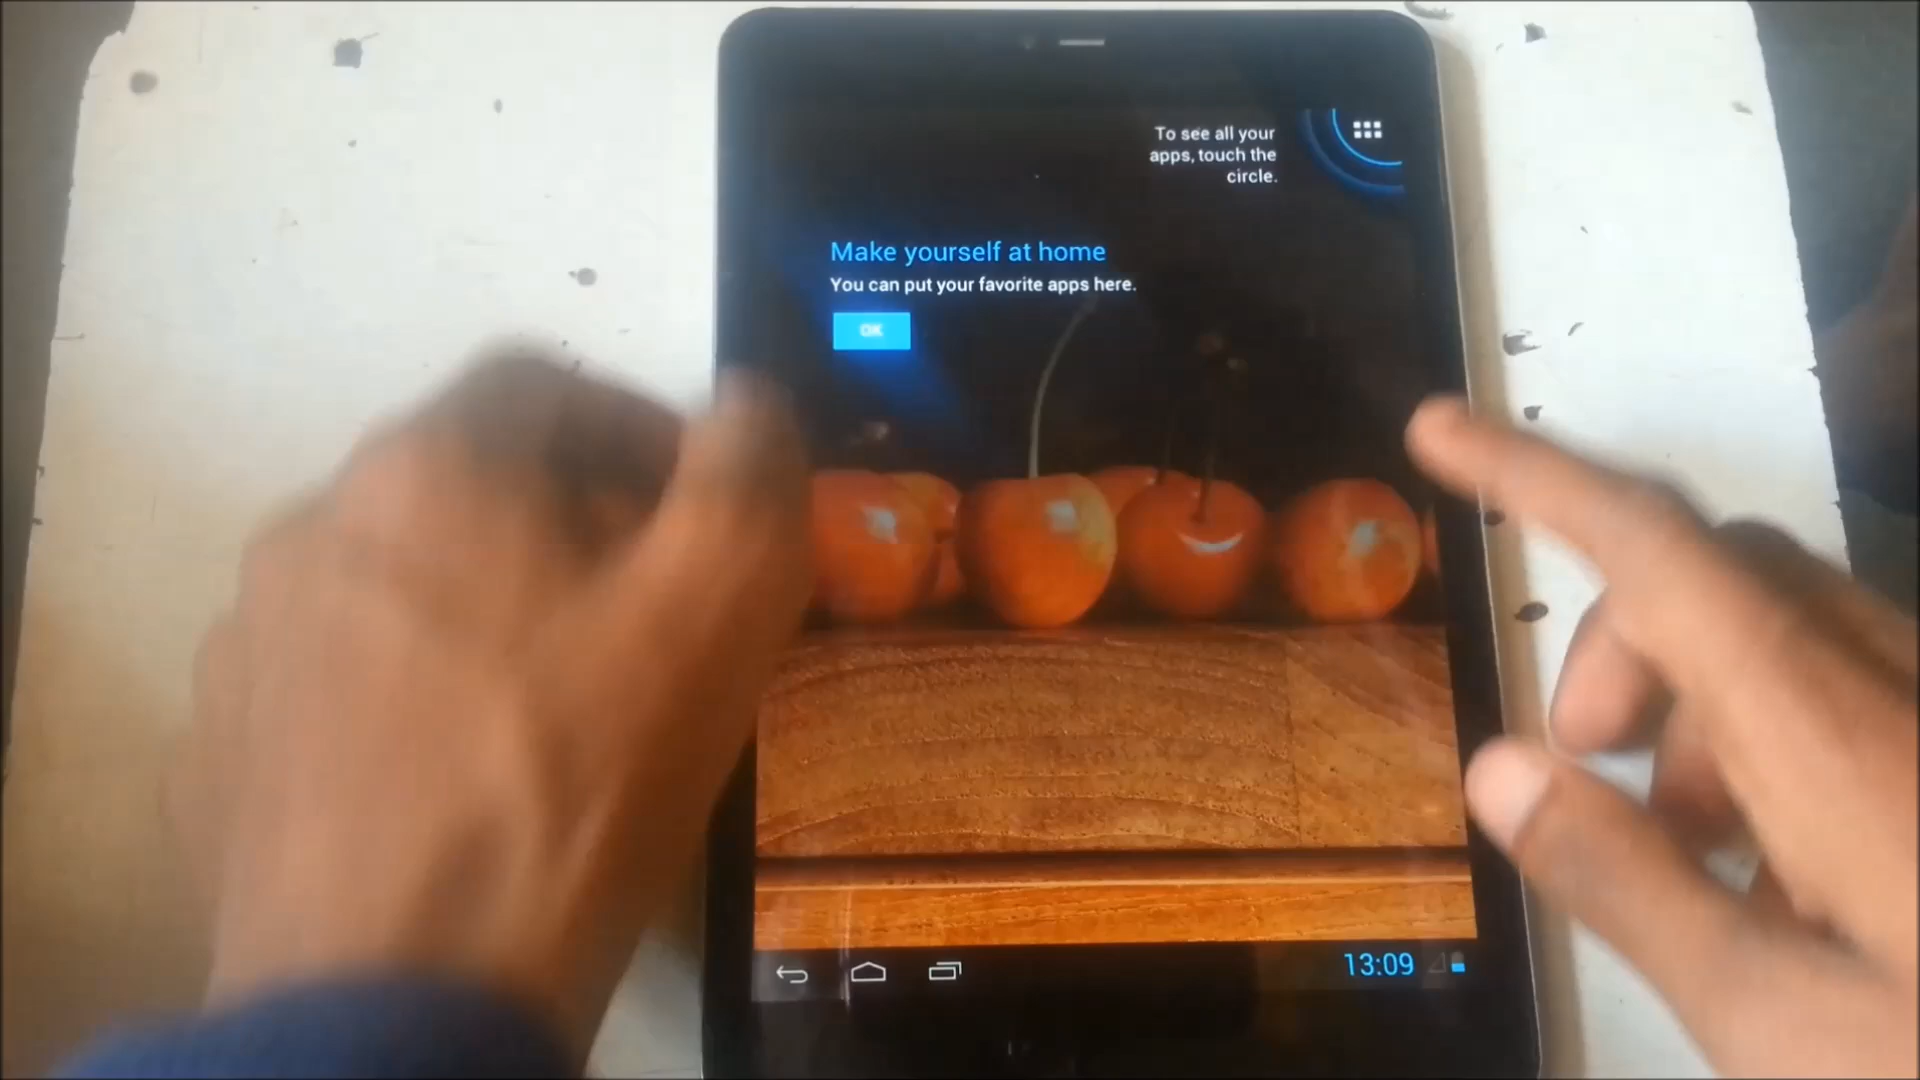 To see all your
apps, touch the
circle.
Make yourself at home
You can put your favorite apps here.
OK
13:09